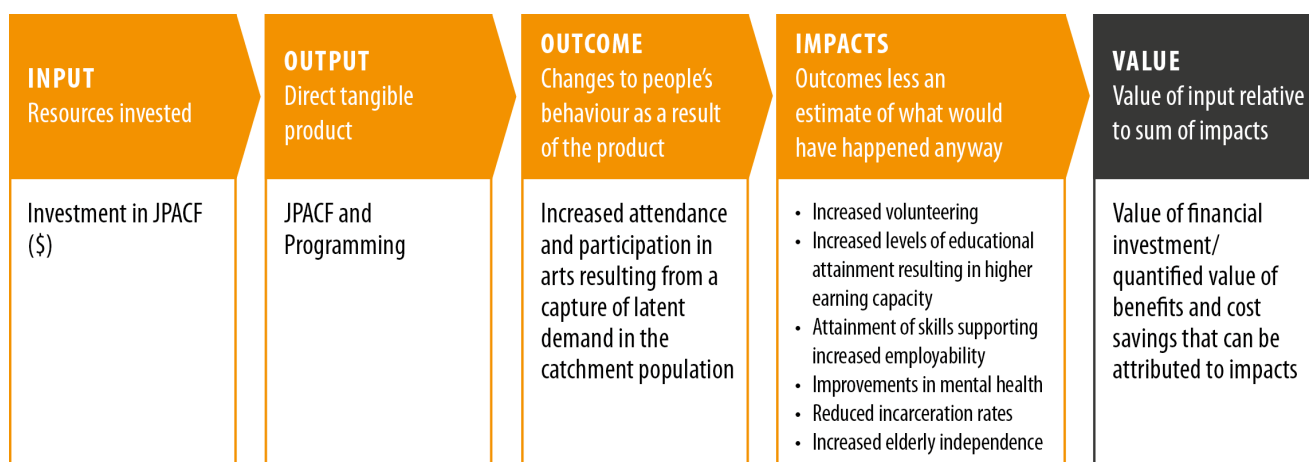 INPUT
Resources invested
Investment in JPACF
($)
OUTPUT
Direct tangible
product
JPACF and
Programming
OUTCOME
Changes to people’s
behaviour as a result
of the product
Increased attendance
and participation in
arts resulting from a
capture of latent
demand in the
catchment population
IMPACTS
Outcomes less an
estimate of what would
have happened anyway
• Increased volunteering
• Increased levels of educational
attainment resulting in higher
earning capacity
• Attainment of skills supporting
increased employability
• Improvements in mental health
• Reduced incarceration rates
• Increased elderly independence
VALUE
Value of input relative
to sum of impacts
Value of financial
investment/
quantified value of
benefits and cost
savings that can be
attributed to impacts